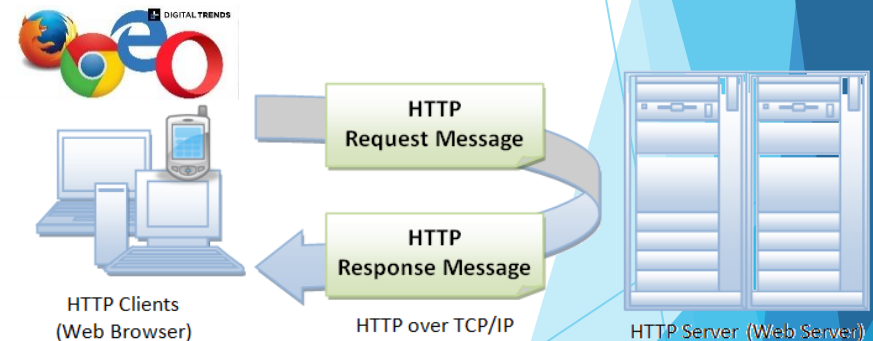 DIGITAL TRENDS
HTTP
Request Message
HTTP
Response Message
HTTP Clients
(Web Browser)
HTTP over TCP/IP
HTTP Server (Web Server)